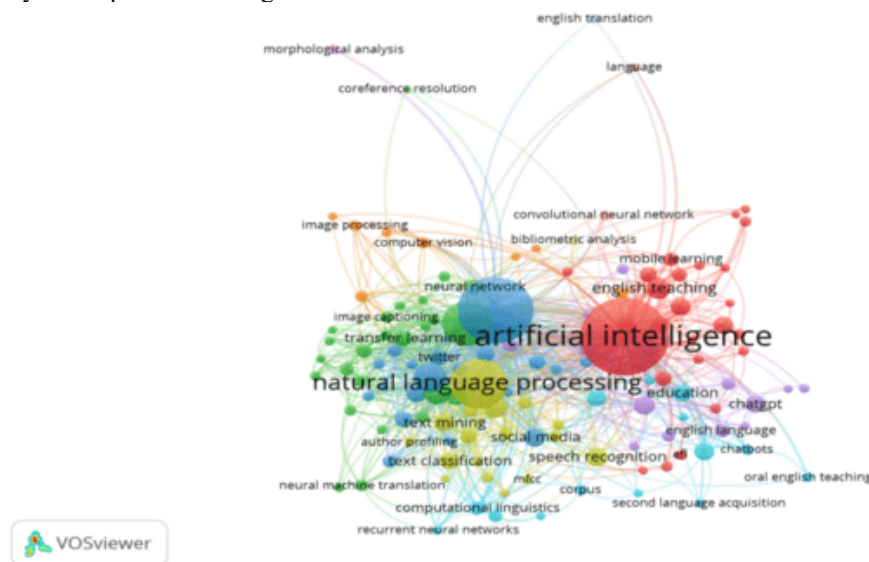 english translation
morphological analysis
language
coreference resolution
convolutional neural network
image processing
bibliometric analysis
computer vision
mobile learning
neural network
english teaching
image captioning
artificial intelligence
transfer learning
twitter
natural language processing
education
chatgpt
text mining
english language
author profiling
social media
chatbots
text classification
speech recognition
efl
mfcc
oral english teaching
neural machine translation
corpus
second language acquisition
computational linguistics
recurrent neural networks
VOSviewer